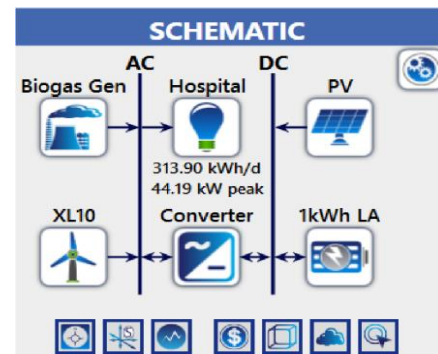 SCHEMATIC
AC DC
Biogas Gen Hospital PV
313.90 kWh/d
44.19 kW peak
XL10 Converter 1kWh LA